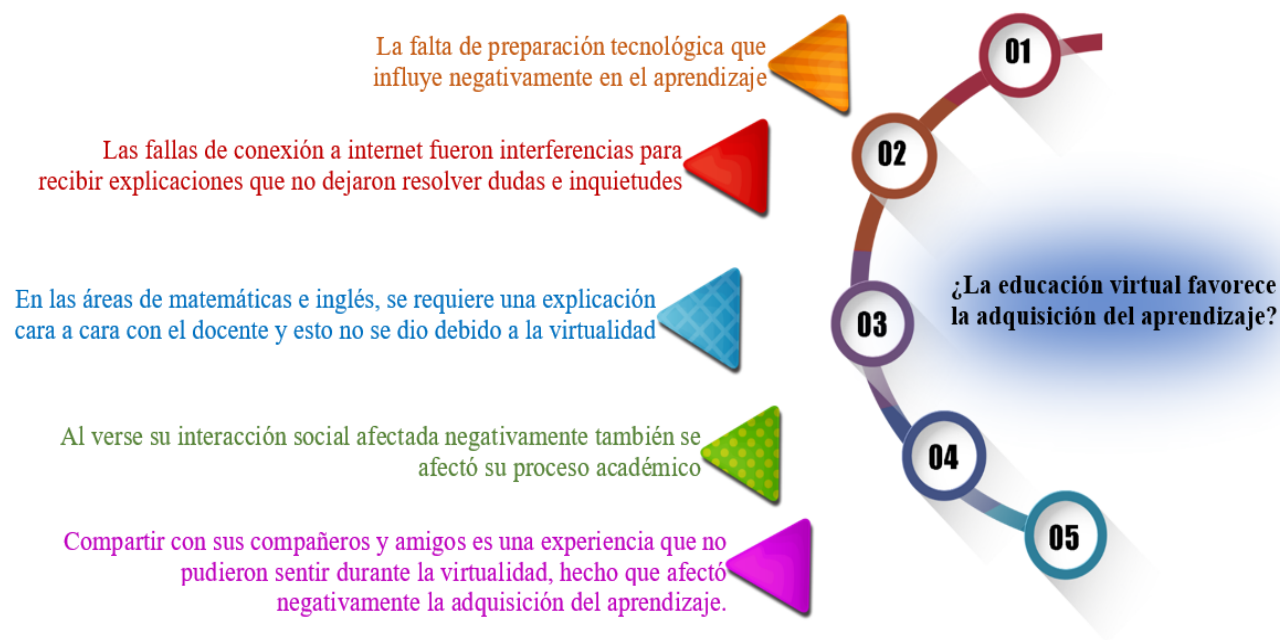 01
La falta de preparación tecnológica que
influye negativamente en el aprendizaje
02
Las fallas de conexión a internet fueron interferencias para
recibir explicaciones que no dejaron resolver dudas e inquietudes
¿La educación virtual favorece
la adquisición del aprendizaje?
03
En las áreas de matemáticas e inglés, se requiere una explicación
cara a cara con el docente y esto no se dio debido a la virtualidad
04
Al verse su interacción social afectada negativamente también se
afectó su proceso académico
05
Compartir con sus compañeros y amigos es una experiencia que no
pudieron sentir durante la virtualidad, hecho que afectó
negativamente la adquisición del aprendizaje.